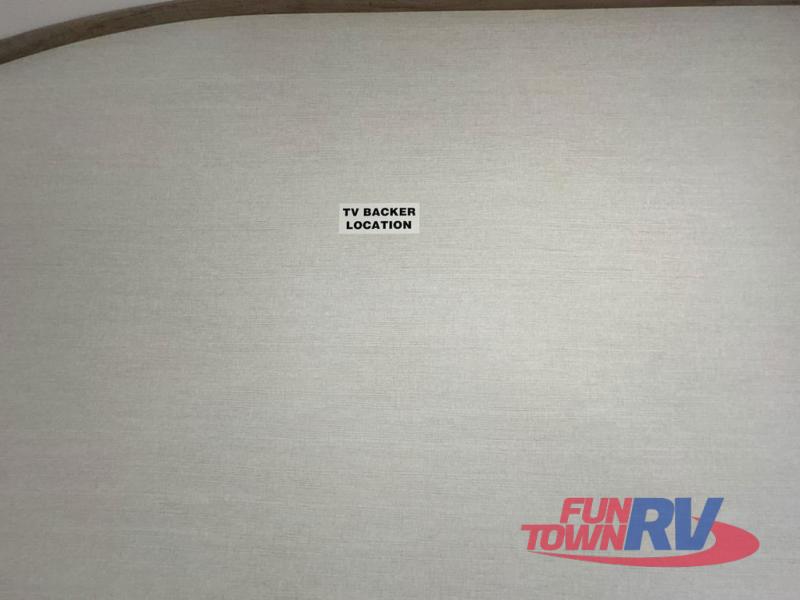 TV BACKER
LOCATION
FUN
TOWN RV